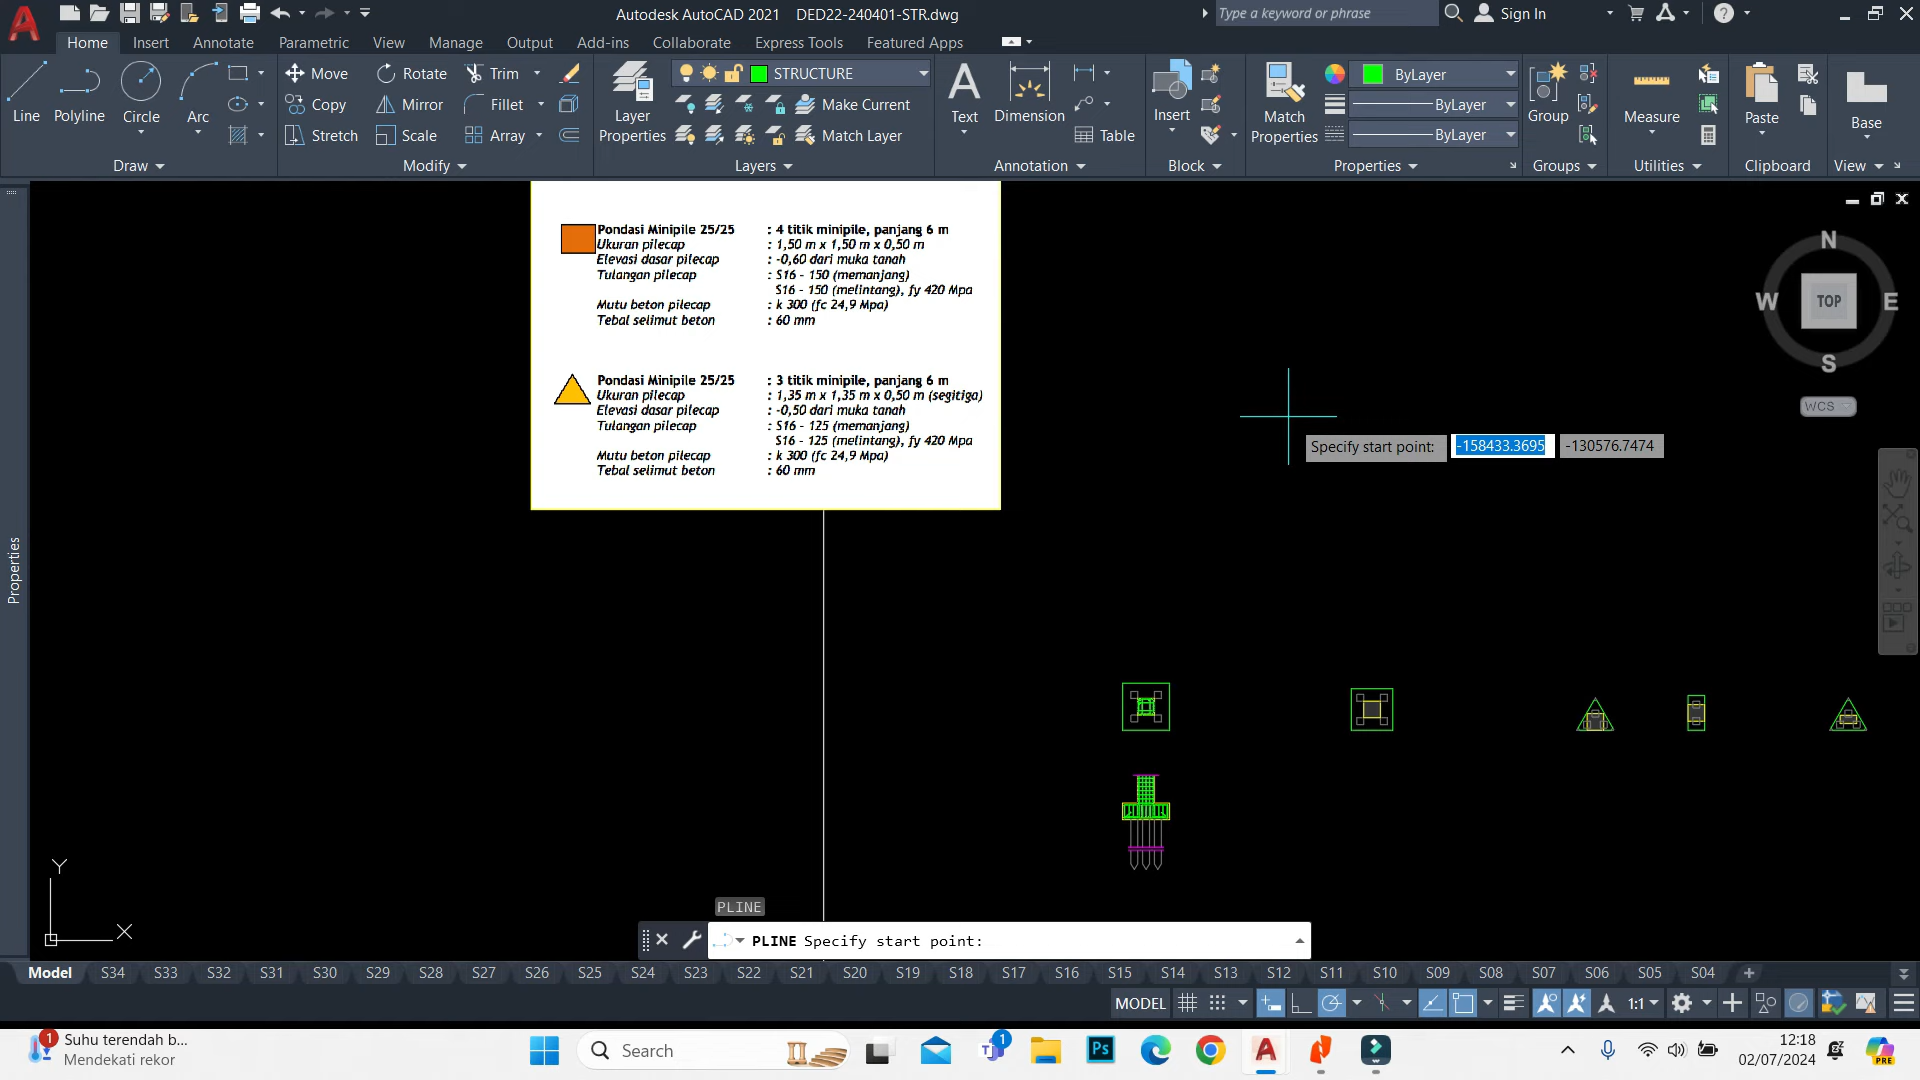 Autodesk AutoCAD 2021 DED22-240401-STR.dwg
Type a keyword or phrase
Sign In
Home Insert Annotate Parametric View Manage Output Add-ins Collaborate Express Tools Featured Apps
Line Polyline Circle Arc
Move Rotate Trim
Copy Mirror Fillet
Stretch Scale Array
Layer Properties
STRUCTURE
Make Current
Match Layer
Text Dimension Table
Insert
Match Properties
ByLayer
ByLayer
ByLayer
Group
Measure
Paste
Base
Draw Modify Layers Annotation Block Properties Groups Utilities Clipboard View
Properties
Pondasi Minipile 25/25 : 4 titik minipile, panjang 6 m
Ukuran pilecap : 1,50 m x 1,50 m x 0,50 m
Elevasi dasar pilecap : -0,60 dari muka tanah
Tulangan pilecap : S16 - 150 (memanjang)
S16 - 150 (melintang), fy 420 Mpa
Mutu beton pilecap : k 300 (fc 24,9 Mpa)
Tebal selimut beton : 60 mm
Pondasi Minipile 25/25 : 3 titik minipile, panjang 6 m
Ukuran pilecap : 1,35 m x 1,35 m x 0,50 m (segitiga)
Elevasi dasar pilecap : -0,50 dari muka tanah
Tulangan pilecap : S16 - 125 (memanjang)
S16 - 125 (melintang), fy 420 Mpa
Mutu beton pilecap : k 300 (fc 24,9 Mpa)
Tebal selimut beton : 60 mm
N
W TOP E
S
WCS
Specify start point: -158433.3695 -130576.7474
Y
X
PLINE
PLINE Specify start point:
Model S34 S33 S32 S31 S30 S29 S28 S27 S26 S25 S24 S23 S22 S21 S20 S19 S18 S17 S16 S15 S14 S13 S12 S11 S10 S09 S08 S07 S06 S05 S04
MODEL 1:1
1
Suhu terendah b...
Mendekati rekor
Search
1
Ps
12:18
02/07/2024
PRE